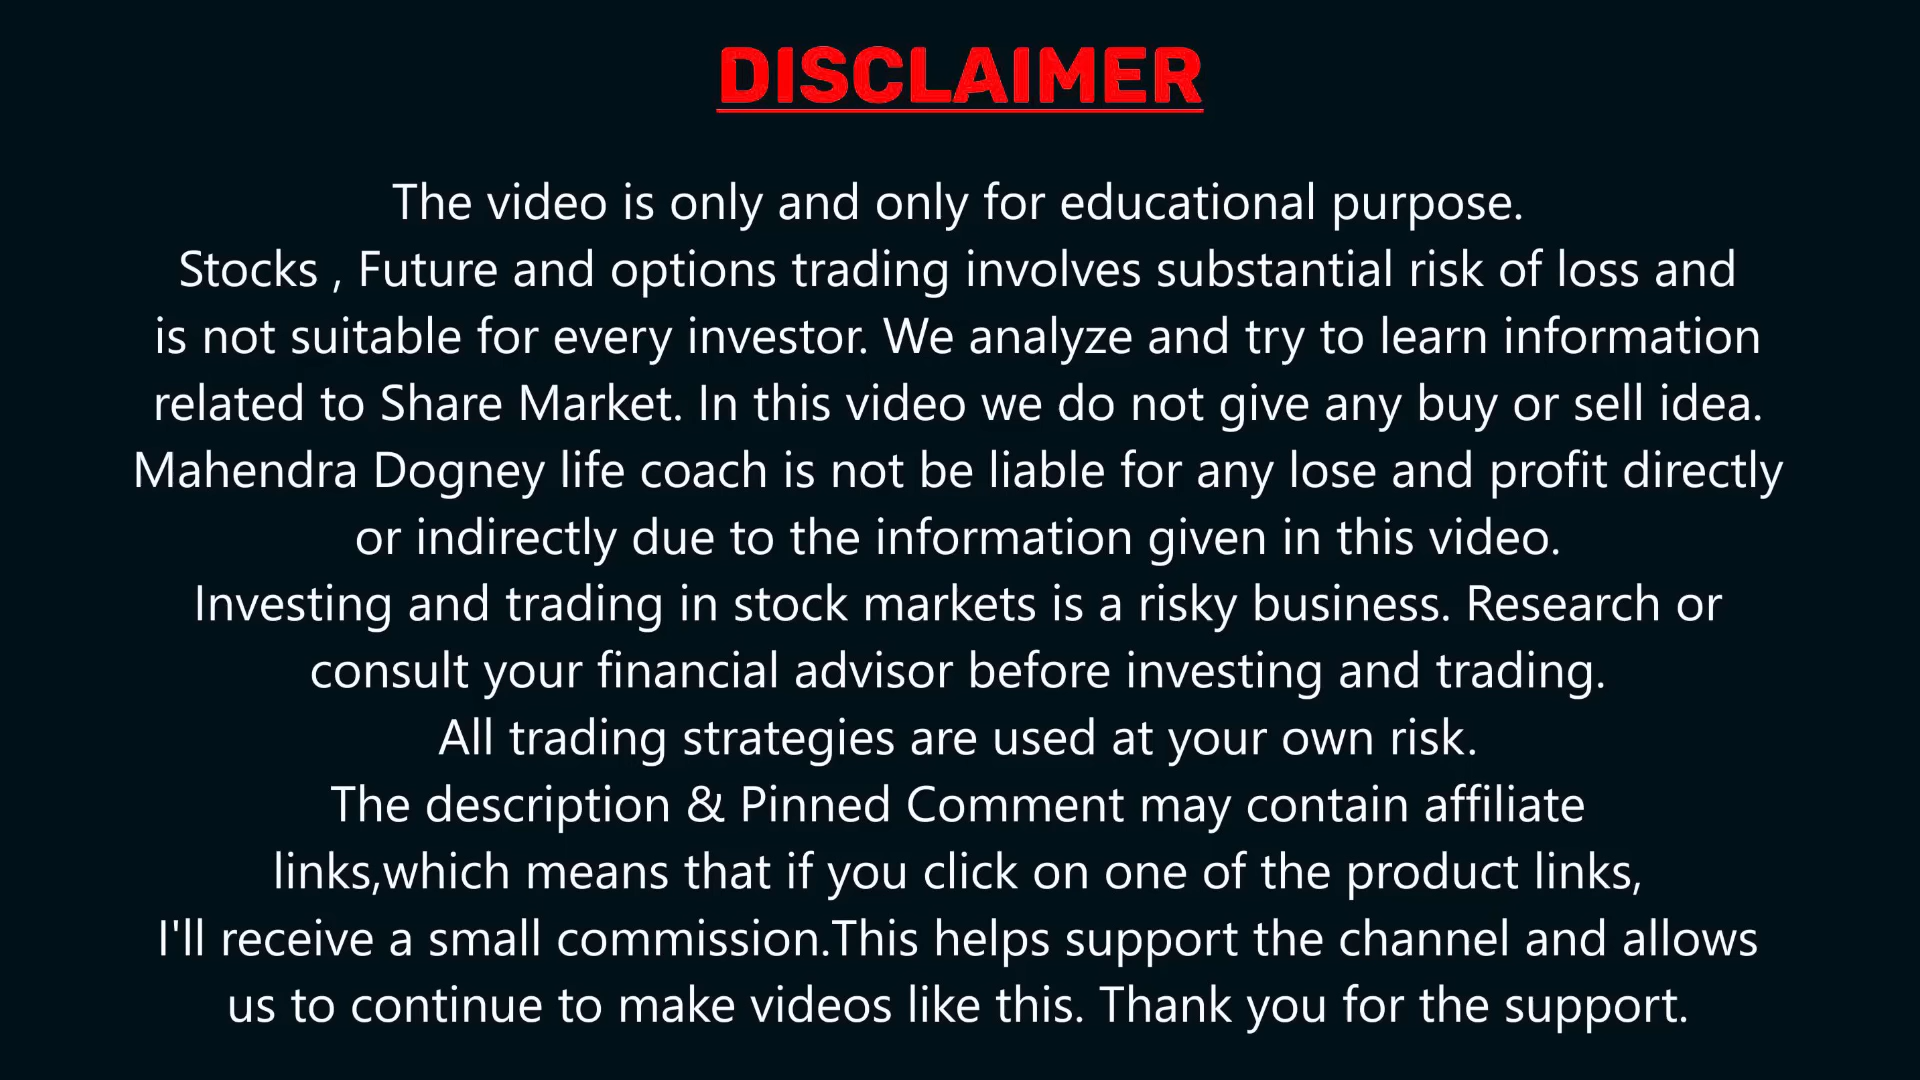 DISCLAIMER
The video is only and only for educational purpose.
Stocks , Future and options trading involves substantial risk of loss and
is not suitable for every investor. We analyze and try to learn information
related to Share Market. In this video we do not give any buy or sell idea.
Mahendra Dogney life coach is not be liable for any lose and profit directly
or indirectly due to the information given in this video.
Investing and trading in stock markets is a risky business. Research or
consult your financial advisor before investing and trading.
All trading strategies are used at your own risk.
The description & Pinned Comment may contain affiliate
links,which means that if you click on one of the product links,
I'll receive a small commission.This helps support the channel and allows
us to continue to make videos like this. Thank you for the support.